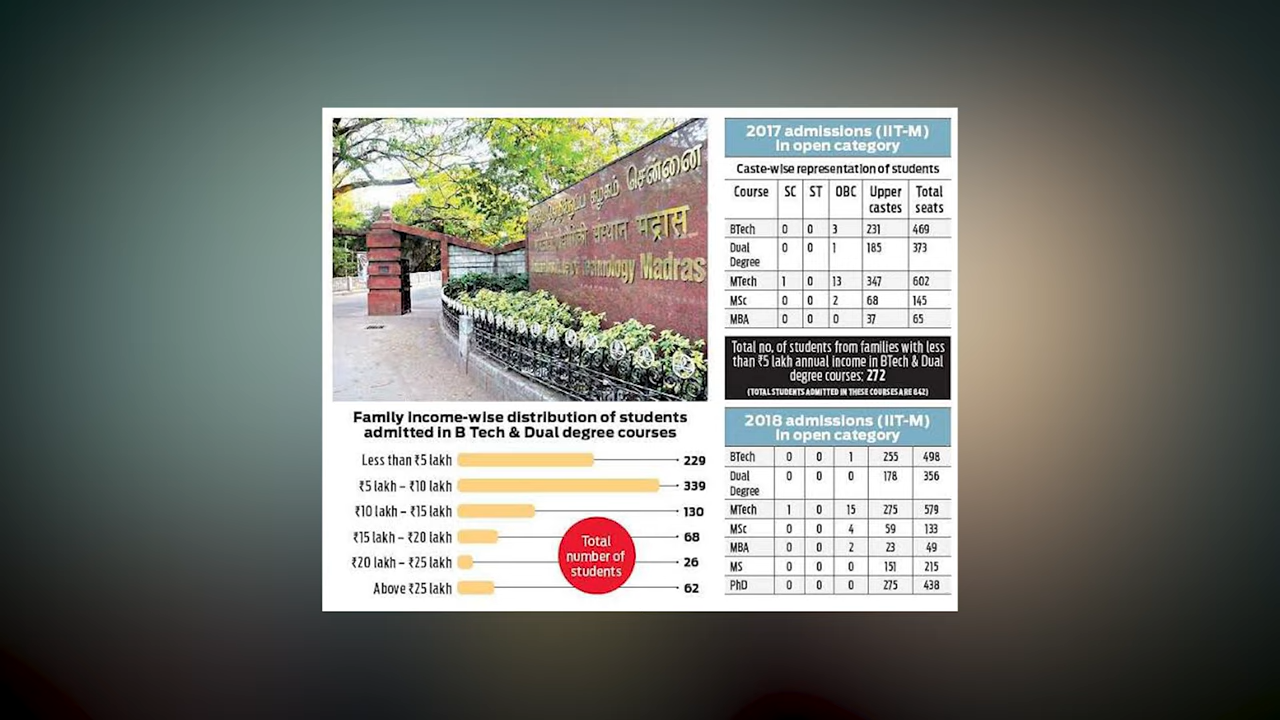 சென்னை
संस्थान मद्रास
Technology Madras
Family income-wise distribution of students
admitted in B Tech & Dual degree courses
Less than ₹5 lakh 229
₹5 lakh – ₹10 lakh 339
₹10 lakh – ₹15 lakh 130
₹15 lakh – ₹20 lakh 68
₹20 lakh – ₹25 lakh 26
Above ₹25 lakh 62
Total
number of
students
2017 admissions (IIT-M)
in open category
Caste-wise representation of students
Course SC ST OBC Upper castes Total seats
BTech 0 0 3 231 469
Dual Degree 0 0 1 185 373
MTech 1 0 13 347 602
MSc 0 0 2 68 145
MBA 0 0 0 37 65
Total no. of students from families with less
than ₹5 lakh annual income in BTech & Dual
degree courses: 272
(TOTAL STUDENTS ADMITTED IN THESE COURSES ARE 842)
2018 admissions (IIT-M)
in open category
BTech 0 0 1 255 498
Dual Degree 0 0 0 178 356
MTech 1 0 15 275 579
MSc 0 0 4 59 133
MBA 0 0 2 23 49
MS 0 0 0 151 215
PhD 0 0 0 275 438